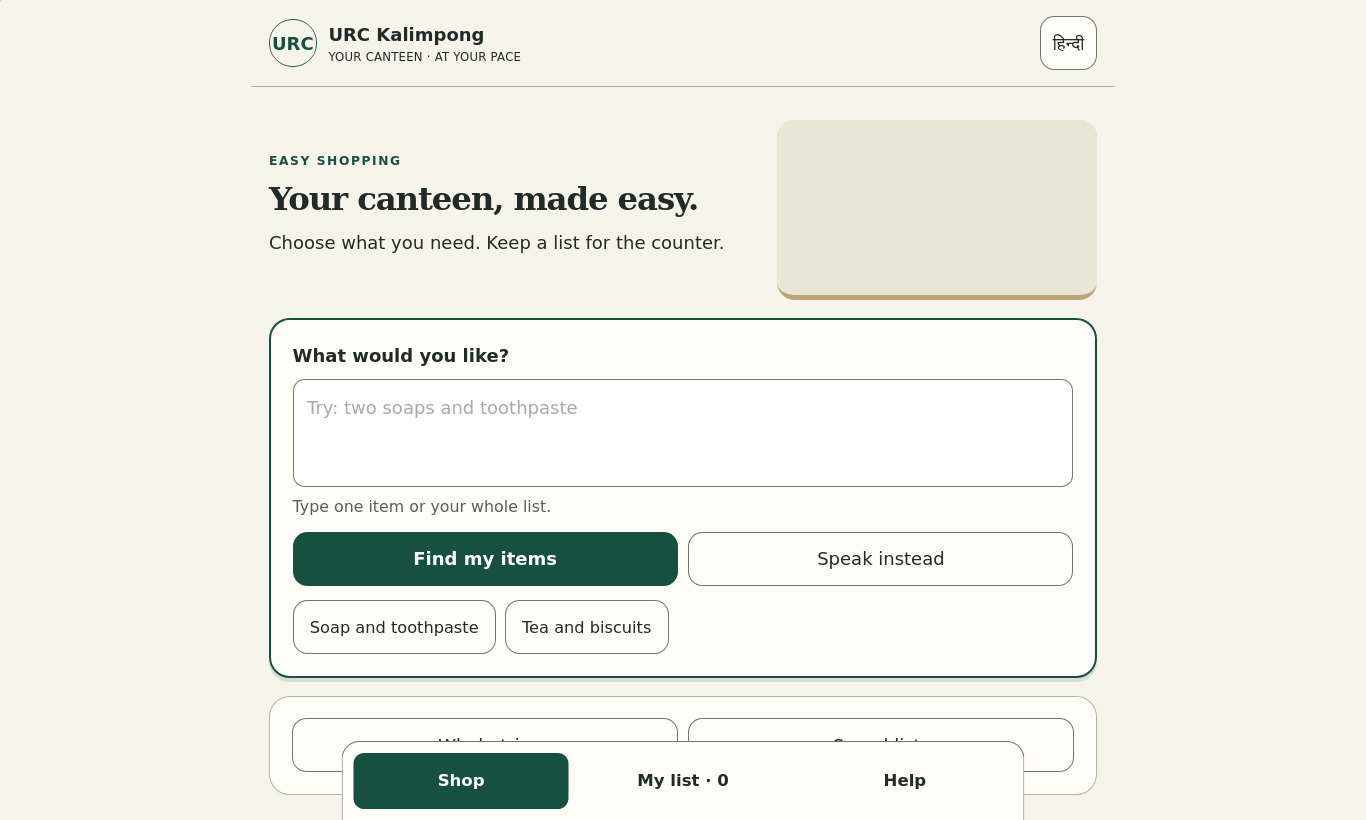 URC
URC Kalimpong
YOUR CANTEEN · AT YOUR PACE
हिन्दी
EASY SHOPPING
Your canteen, made easy.
Choose what you need. Keep a list for the counter.
What would you like?
Try: two soaps and toothpaste
Type one item or your whole list.
Find my items
Speak instead
Soap and toothpaste
Tea and biscuits
Shop
My list · 0
Help